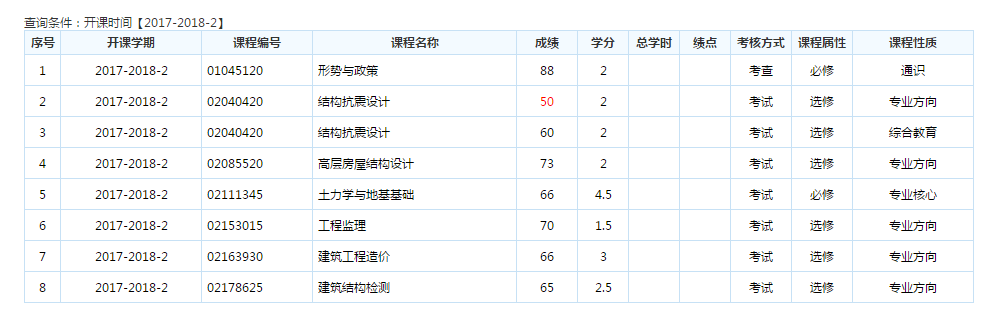 查询条件：开课时间【2017-2018-2】
序号 开课学期 课程编号 课程名称 成绩 学分 总学时 绩点 考核方式 课程属性 课程性质
1 2017-2018-2 01045120 形势与政策 88 2 考查 必修 通识
2 2017-2018-2 02040420 结构抗震设计 50 2 考试 选修 专业方向
3 2017-2018-2 02040420 结构抗震设计 60 2 考试 选修 综合教育
4 2017-2018-2 02085520 高层房屋结构设计 73 2 考试 选修 专业方向
5 2017-2018-2 02111345 土力学与地基基础 66 4.5 考试 必修 专业核心
6 2017-2018-2 02153015 工程监理 70 1.5 考试 选修 专业方向
7 2017-2018-2 02163930 建筑工程造价 66 3 考试 选修 专业方向
8 2017-2018-2 02178625 建筑结构检测 65 2.5 考试 选修 专业方向